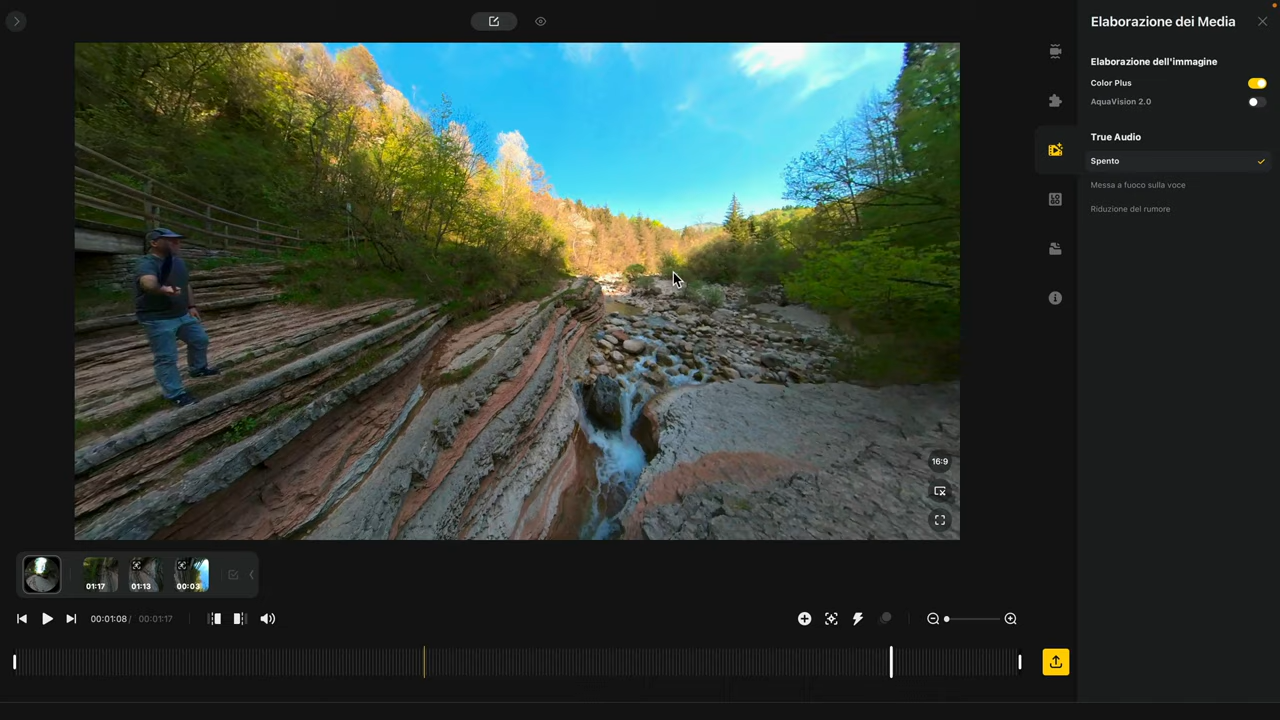 Elaborazione dei Media
Elaborazione dell'immagine
Color Plus
AquaVision 2.0
True Audio
Spento
Messa a fuoco sulla voce
Riduzione del rumore
16:9
01:17
01:13
00:03
00:01:08/ 00:01:17